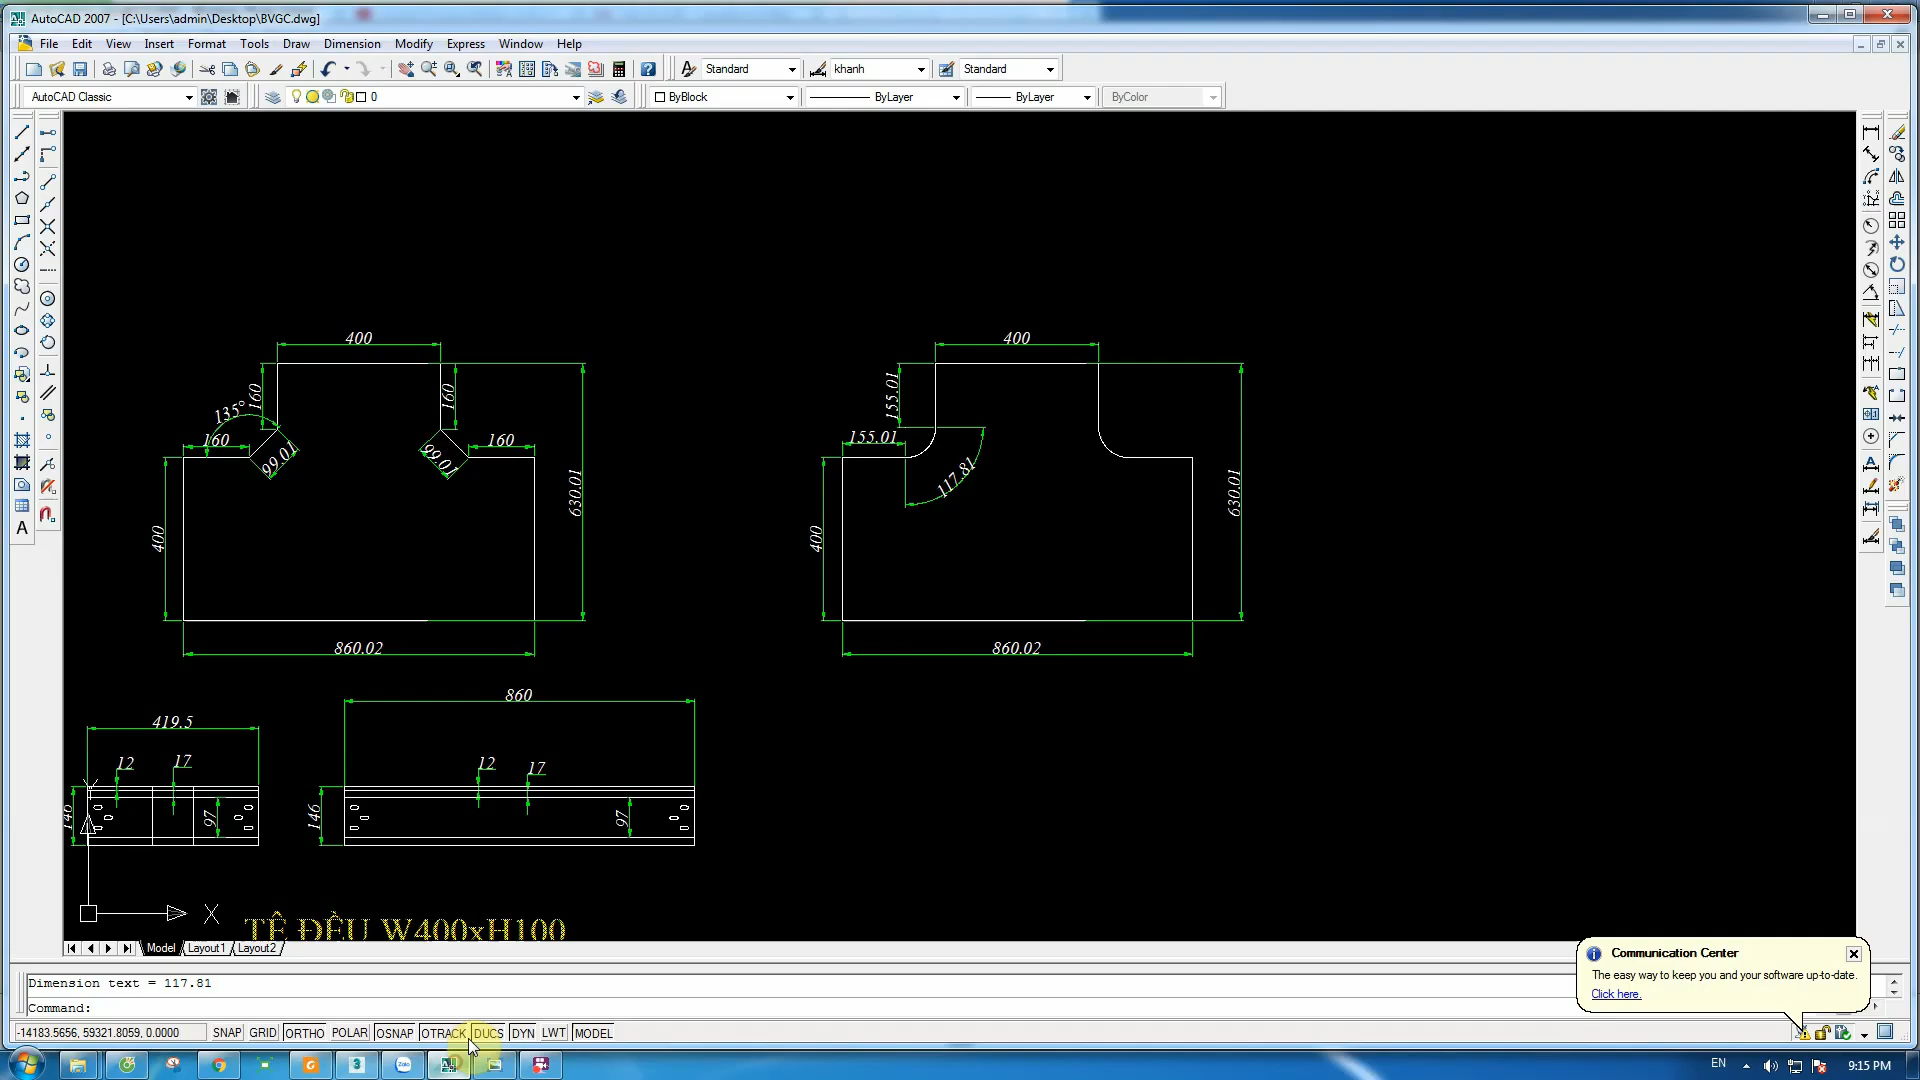 AutoCAD 2007 - [C:\Users\admin\Desktop\BVGC.dwg]
File Edit View Insert Format Tools Draw Dimension Modify Express Window Help
Standard khanh Standard
AutoCAD Classic 0 ByBlock ByLayer ByLayer ByColor
400
160
160
135°
160
160
99.01
99.01
630.01
400
860.02
400
155.01
155.01
117.81
630.01
400
860.02
419.5
12 17
146
97
860
12 17
146
97
X
TÊ ĐỀU W400xH100
Model Layout1 Layout2
Dimension text = 117.81
Command:
Communication Center
The easy way to keep you and your software up-to-date.
Click here.
-14183.5656, 59321.8059, 0.0000 SNAP GRID ORTHO POLAR OSNAP OTRACK DUCS DYN LWT MODEL
Zalo
EN 9:15 PM